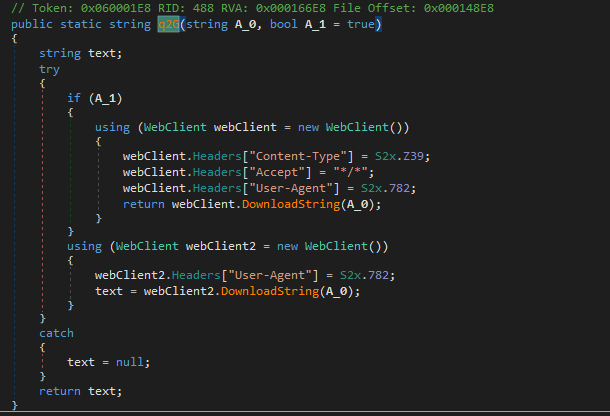 // Token: 0x060001E8 RID: 488 RVA: 0x000166E8 File Offset: 0x000148E8
public static string q2G(string A_0, bool A_1 = true)
{
string text;
try
{
if (A_1)
{
using (WebClient webClient = new WebClient())
{
webClient.Headers["Content-Type"] = S2x.Z39;
webClient.Headers["Accept"] = "*/*";
webClient.Headers["User-Agent"] = S2x.782;
return webClient.DownloadString(A_0);
}
}
using (WebClient webClient2 = new WebClient())
{
webClient2.Headers["User-Agent"] = S2x.782;
text = webClient2.DownloadString(A_0);
}
}
catch
{
text = null;
}
return text;
}